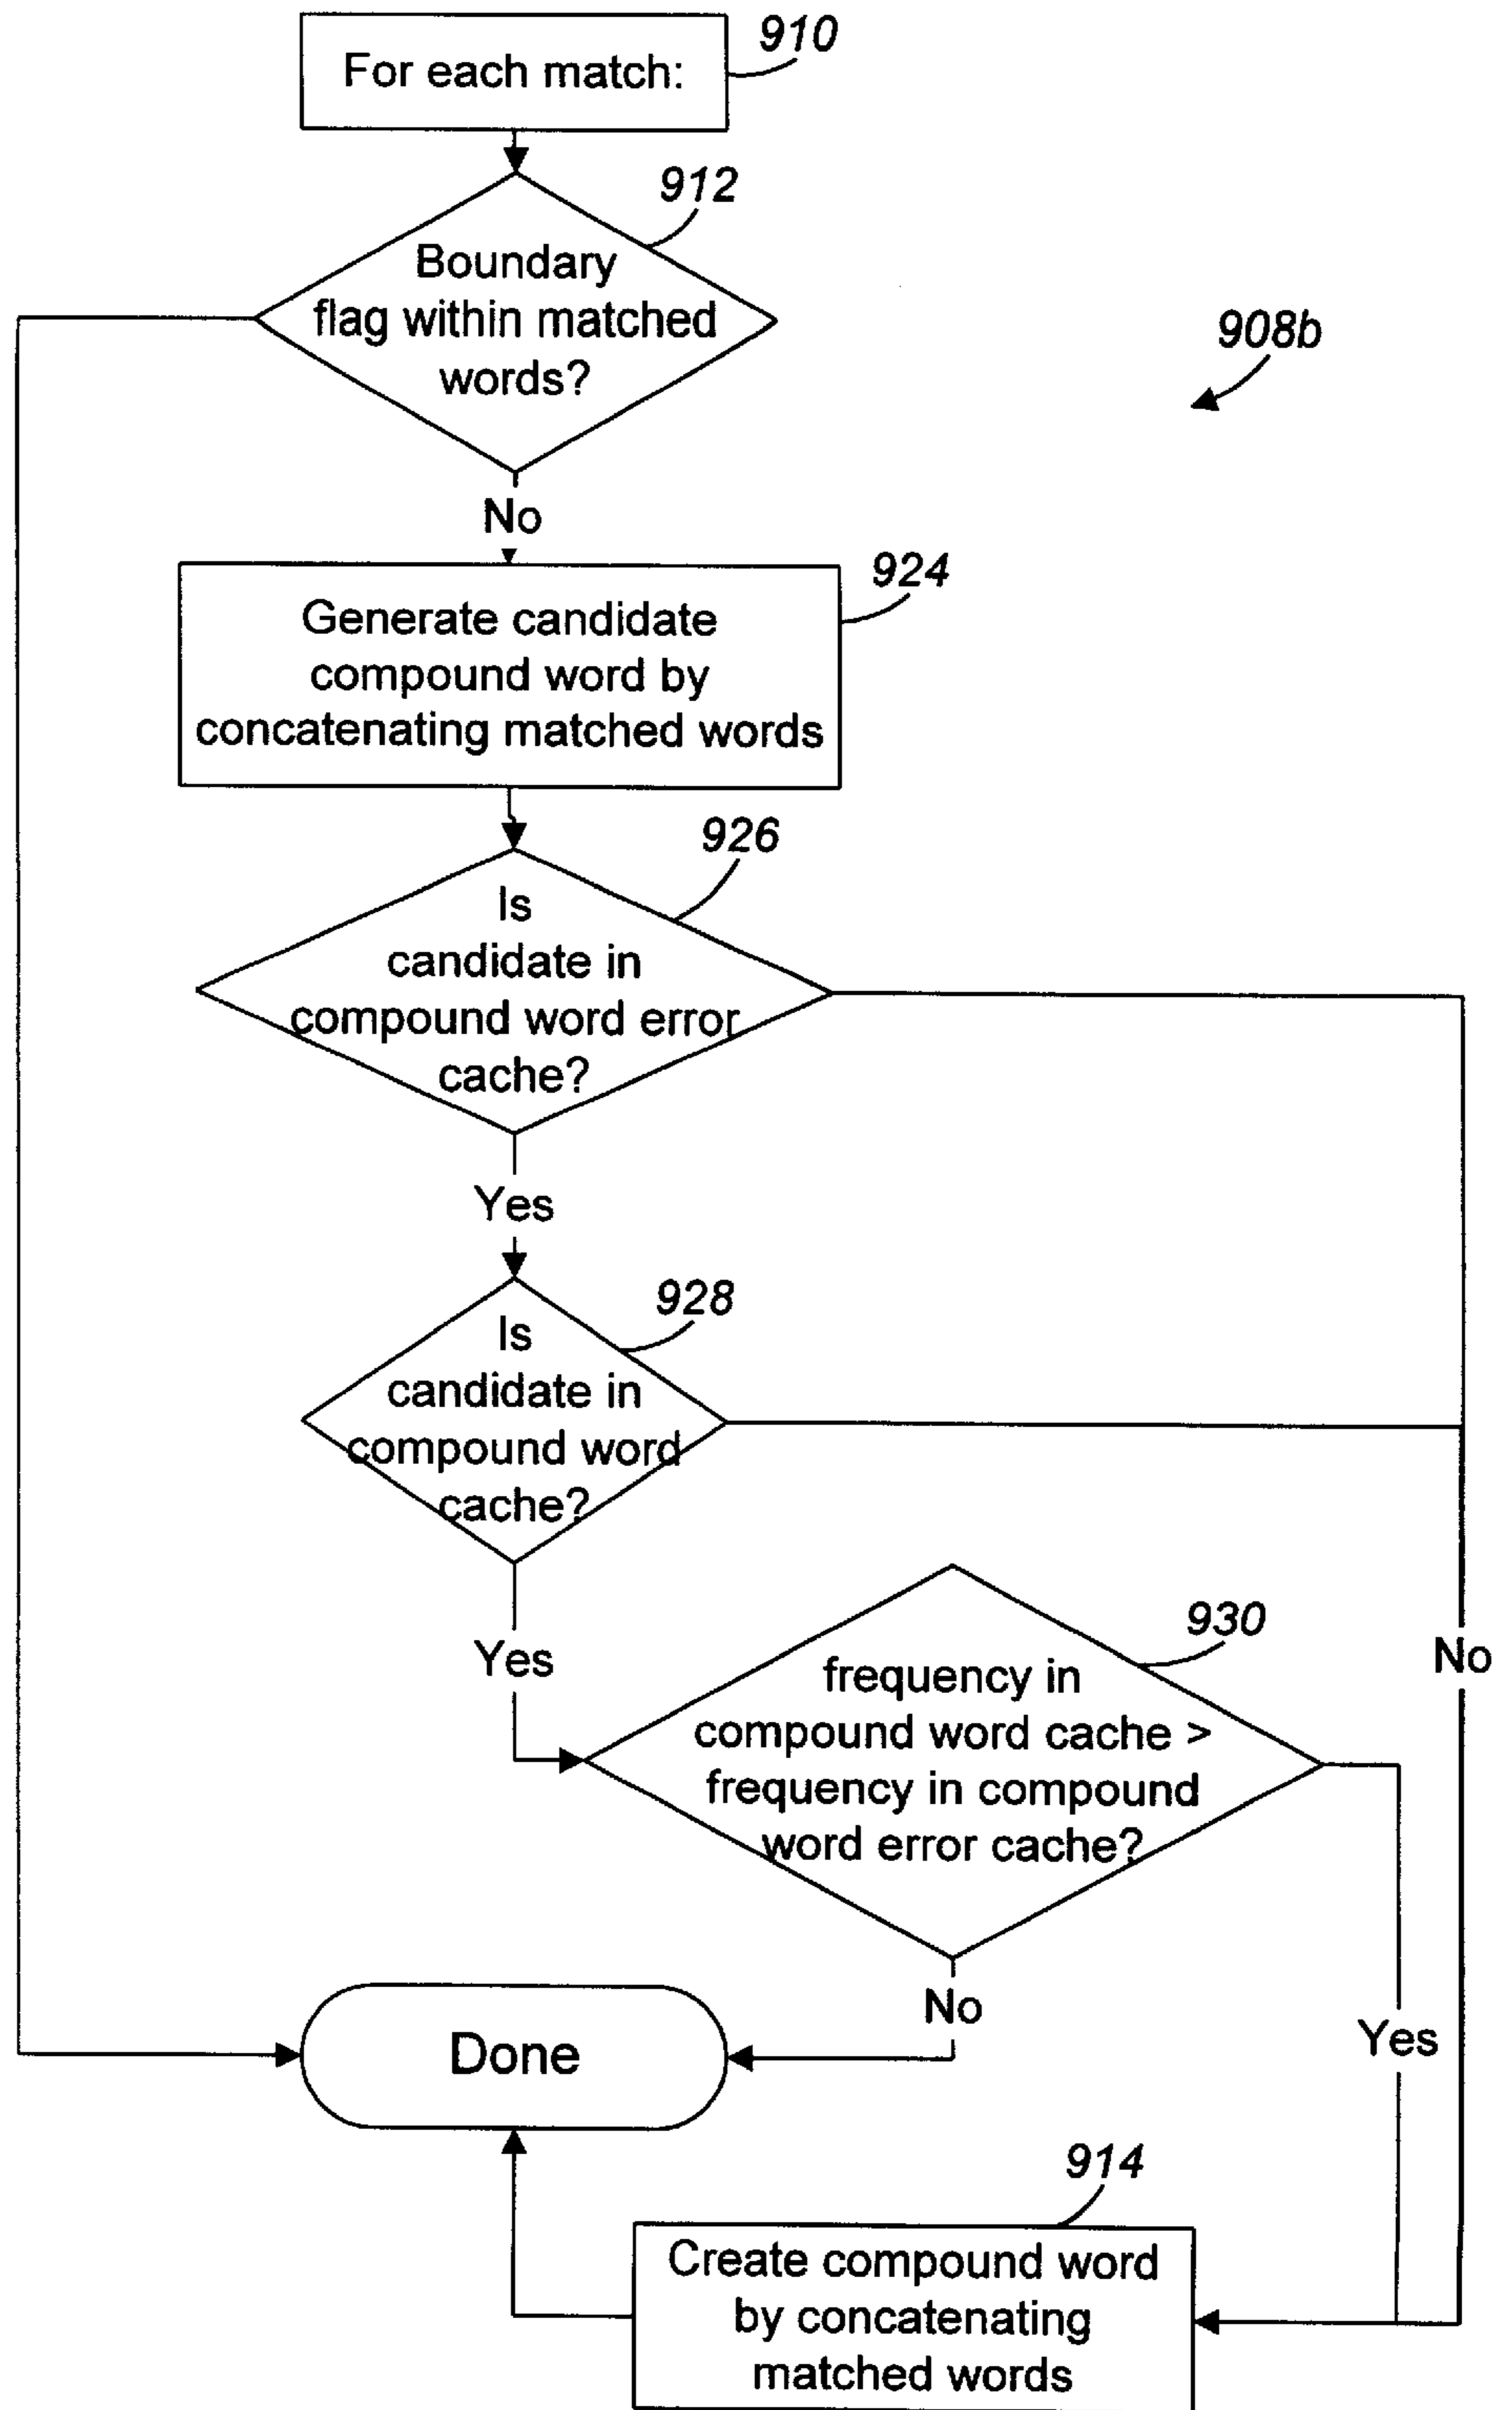 910
For each match:
912
Boundary
flag within matched
words?
908b
No
924
Generate candidate
compound word by
concatenating matched words
926
Is
candidate in
compound word error
cache?
Yes
928
Is
candidate in
compound word
cache?
Yes
930
No
frequency in
compound word cache >
frequency in compound
word error cache?
No
Yes
Done
914
Create compound word
by concatenating
matched words